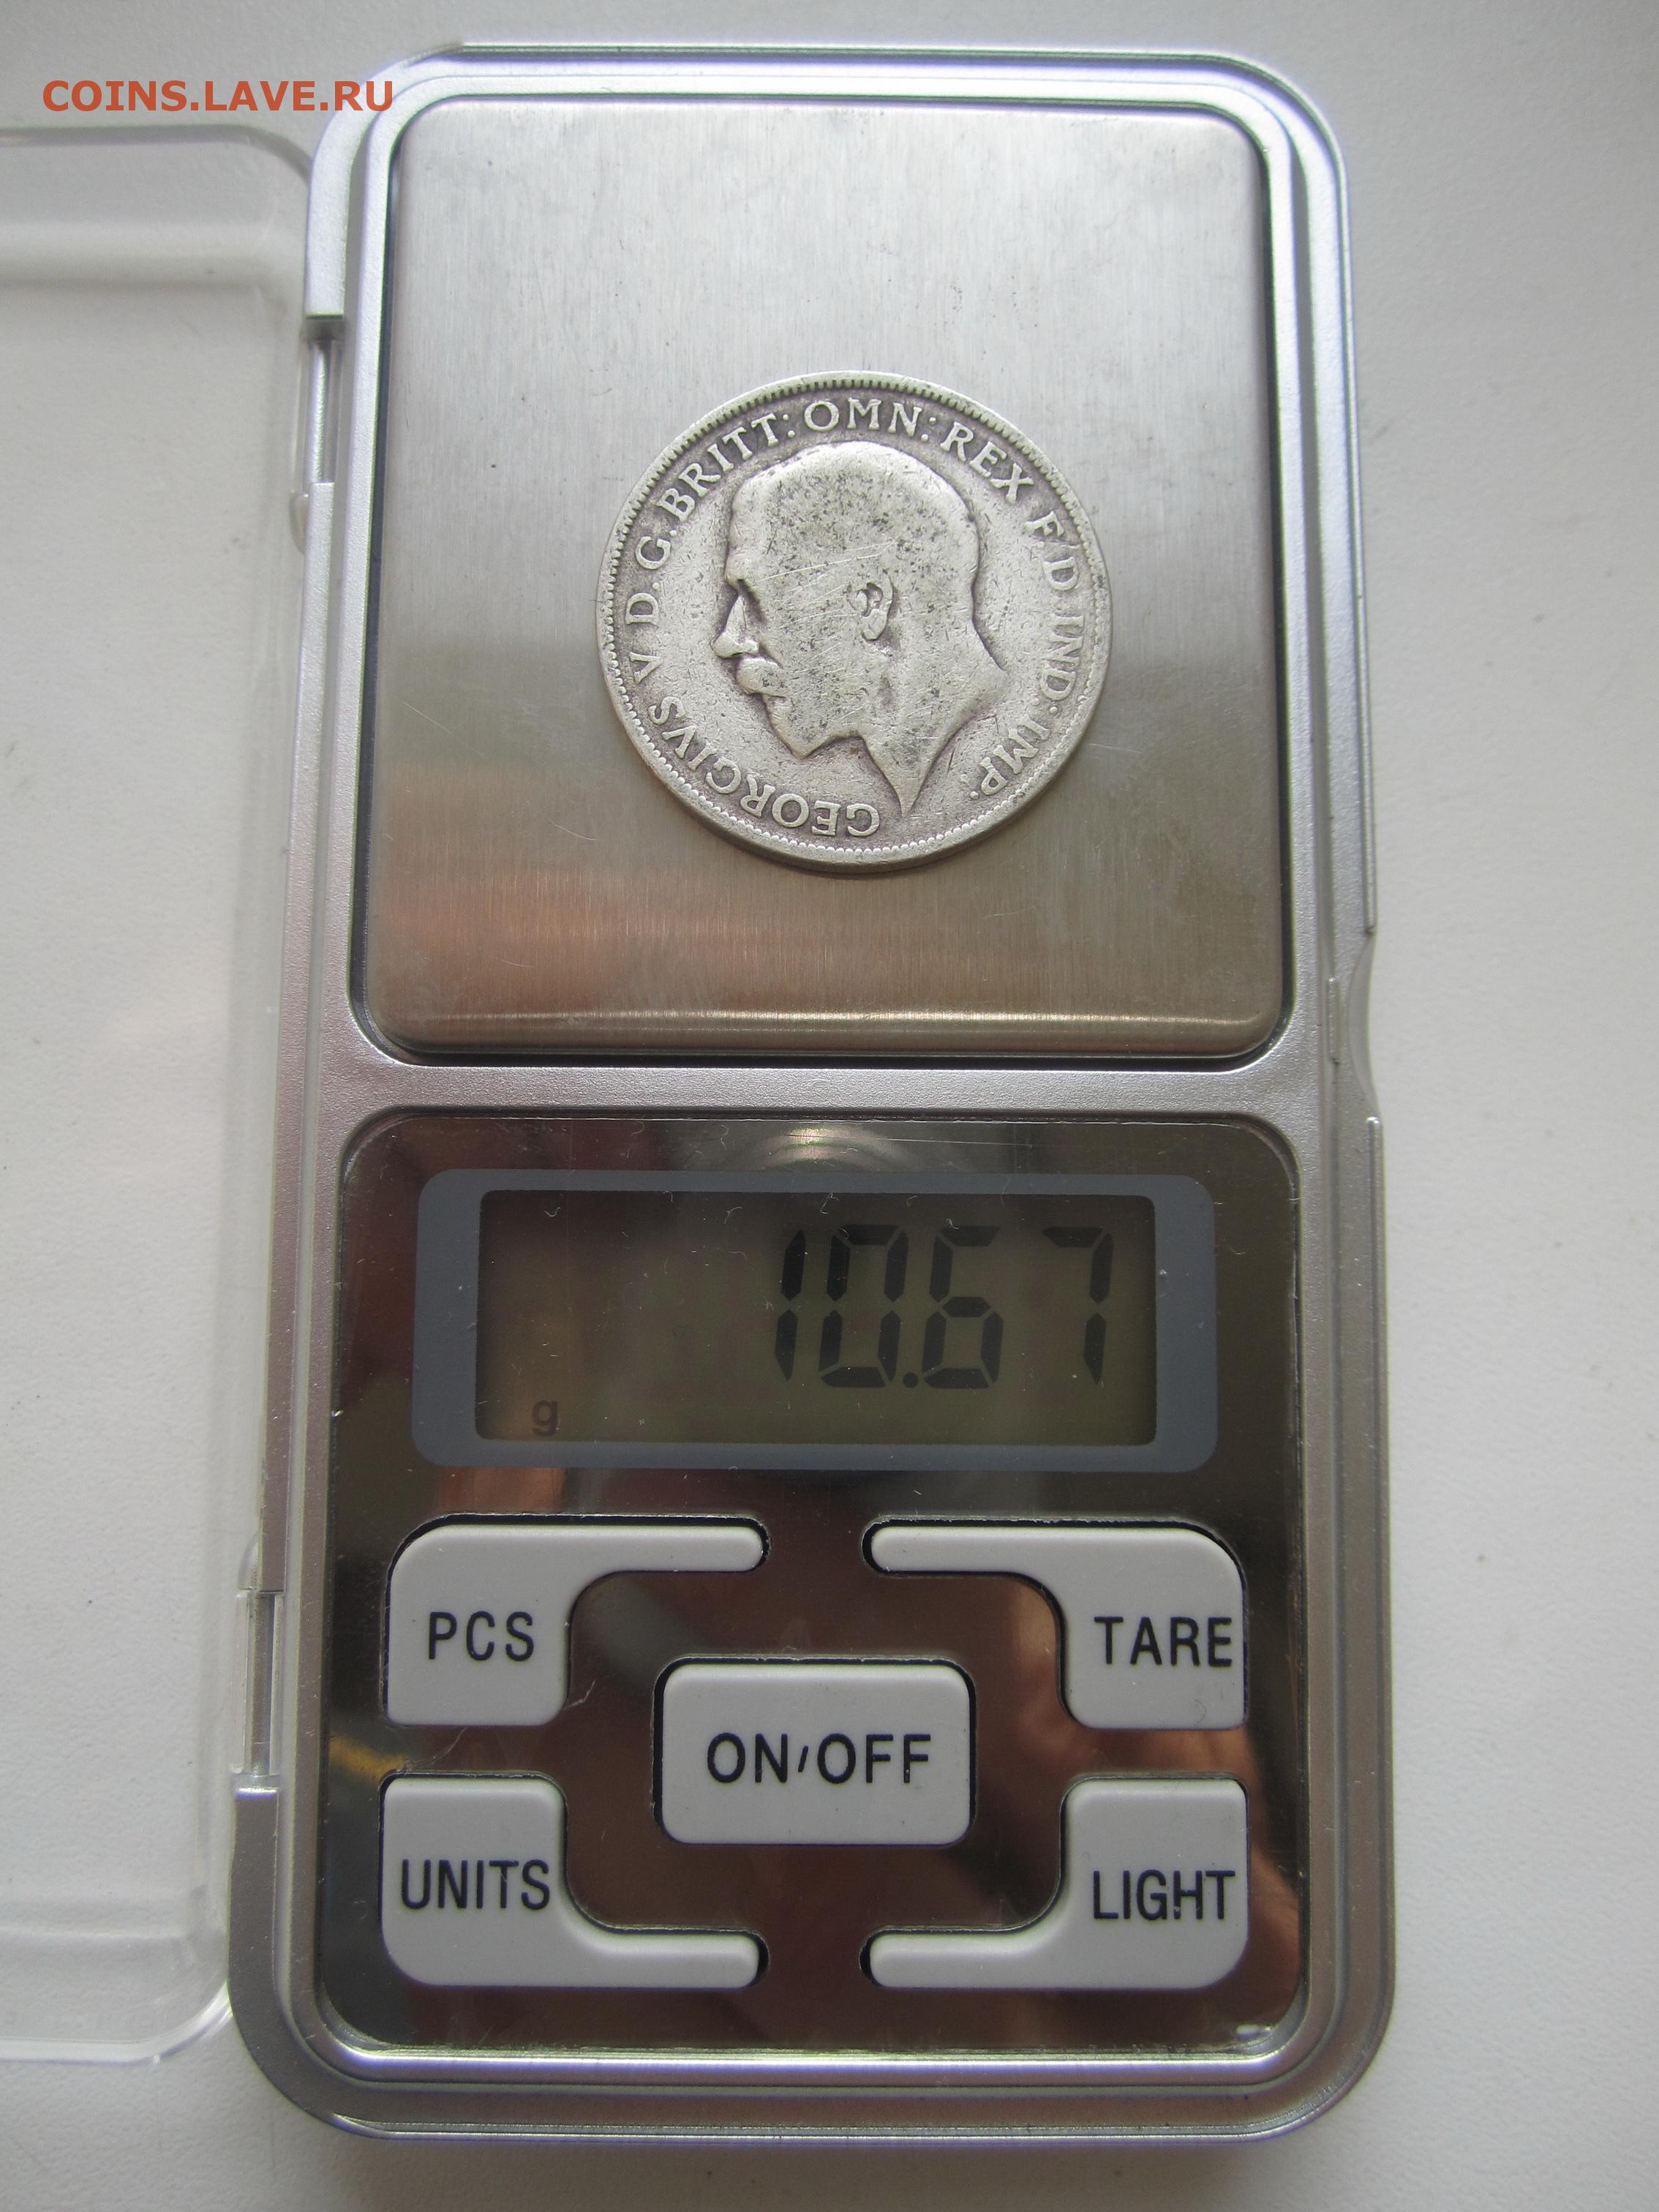 COINS.LAVE.RU
GEORGIVS V D.G.BRITT:OMN:REX F.D.IND:IMP:
10.67
g
PCS
TARE
ON/OFF
UNITS
LIGHT